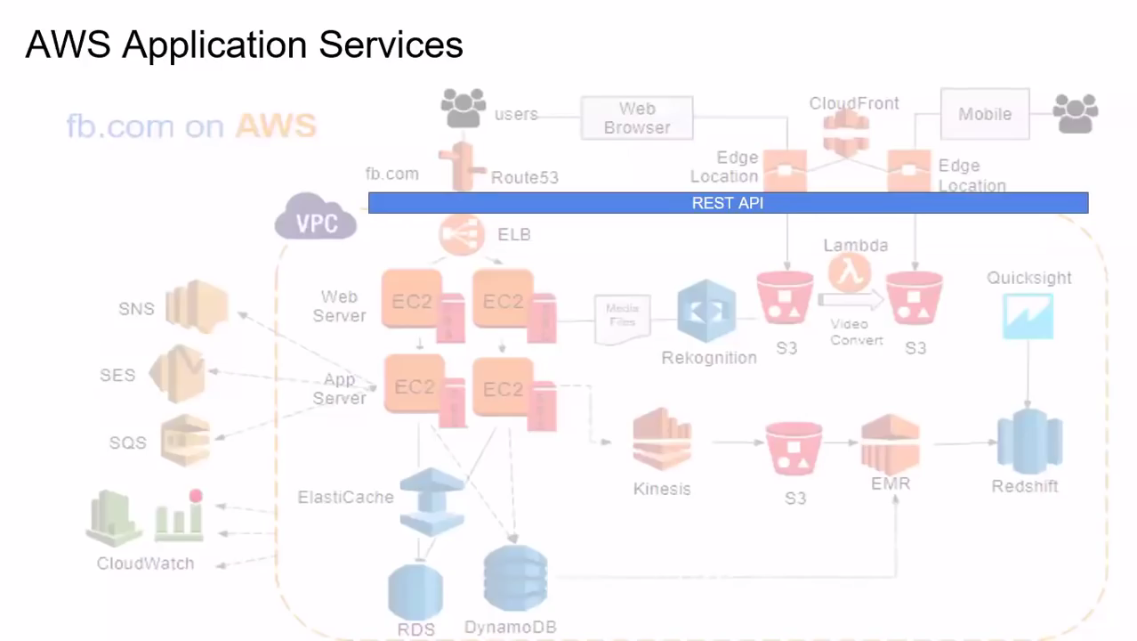 AWS Application Services
fb.com on AWS
users
Web
Browser
CloudFront
Mobile
fb.com
Route53
Edge
Location
Edge
Location
REST API
VPC
ELB
Lambda
Quicksight
SNS
Web
Server
EC2
EC2
Media
Files
Rekognition
S3
Video
Convert
S3
SES
App
Server
EC2
EC2
SQS
Kinesis
S3
EMR
Redshift
ElastiCache
CloudWatch
RDS
DynamoDB